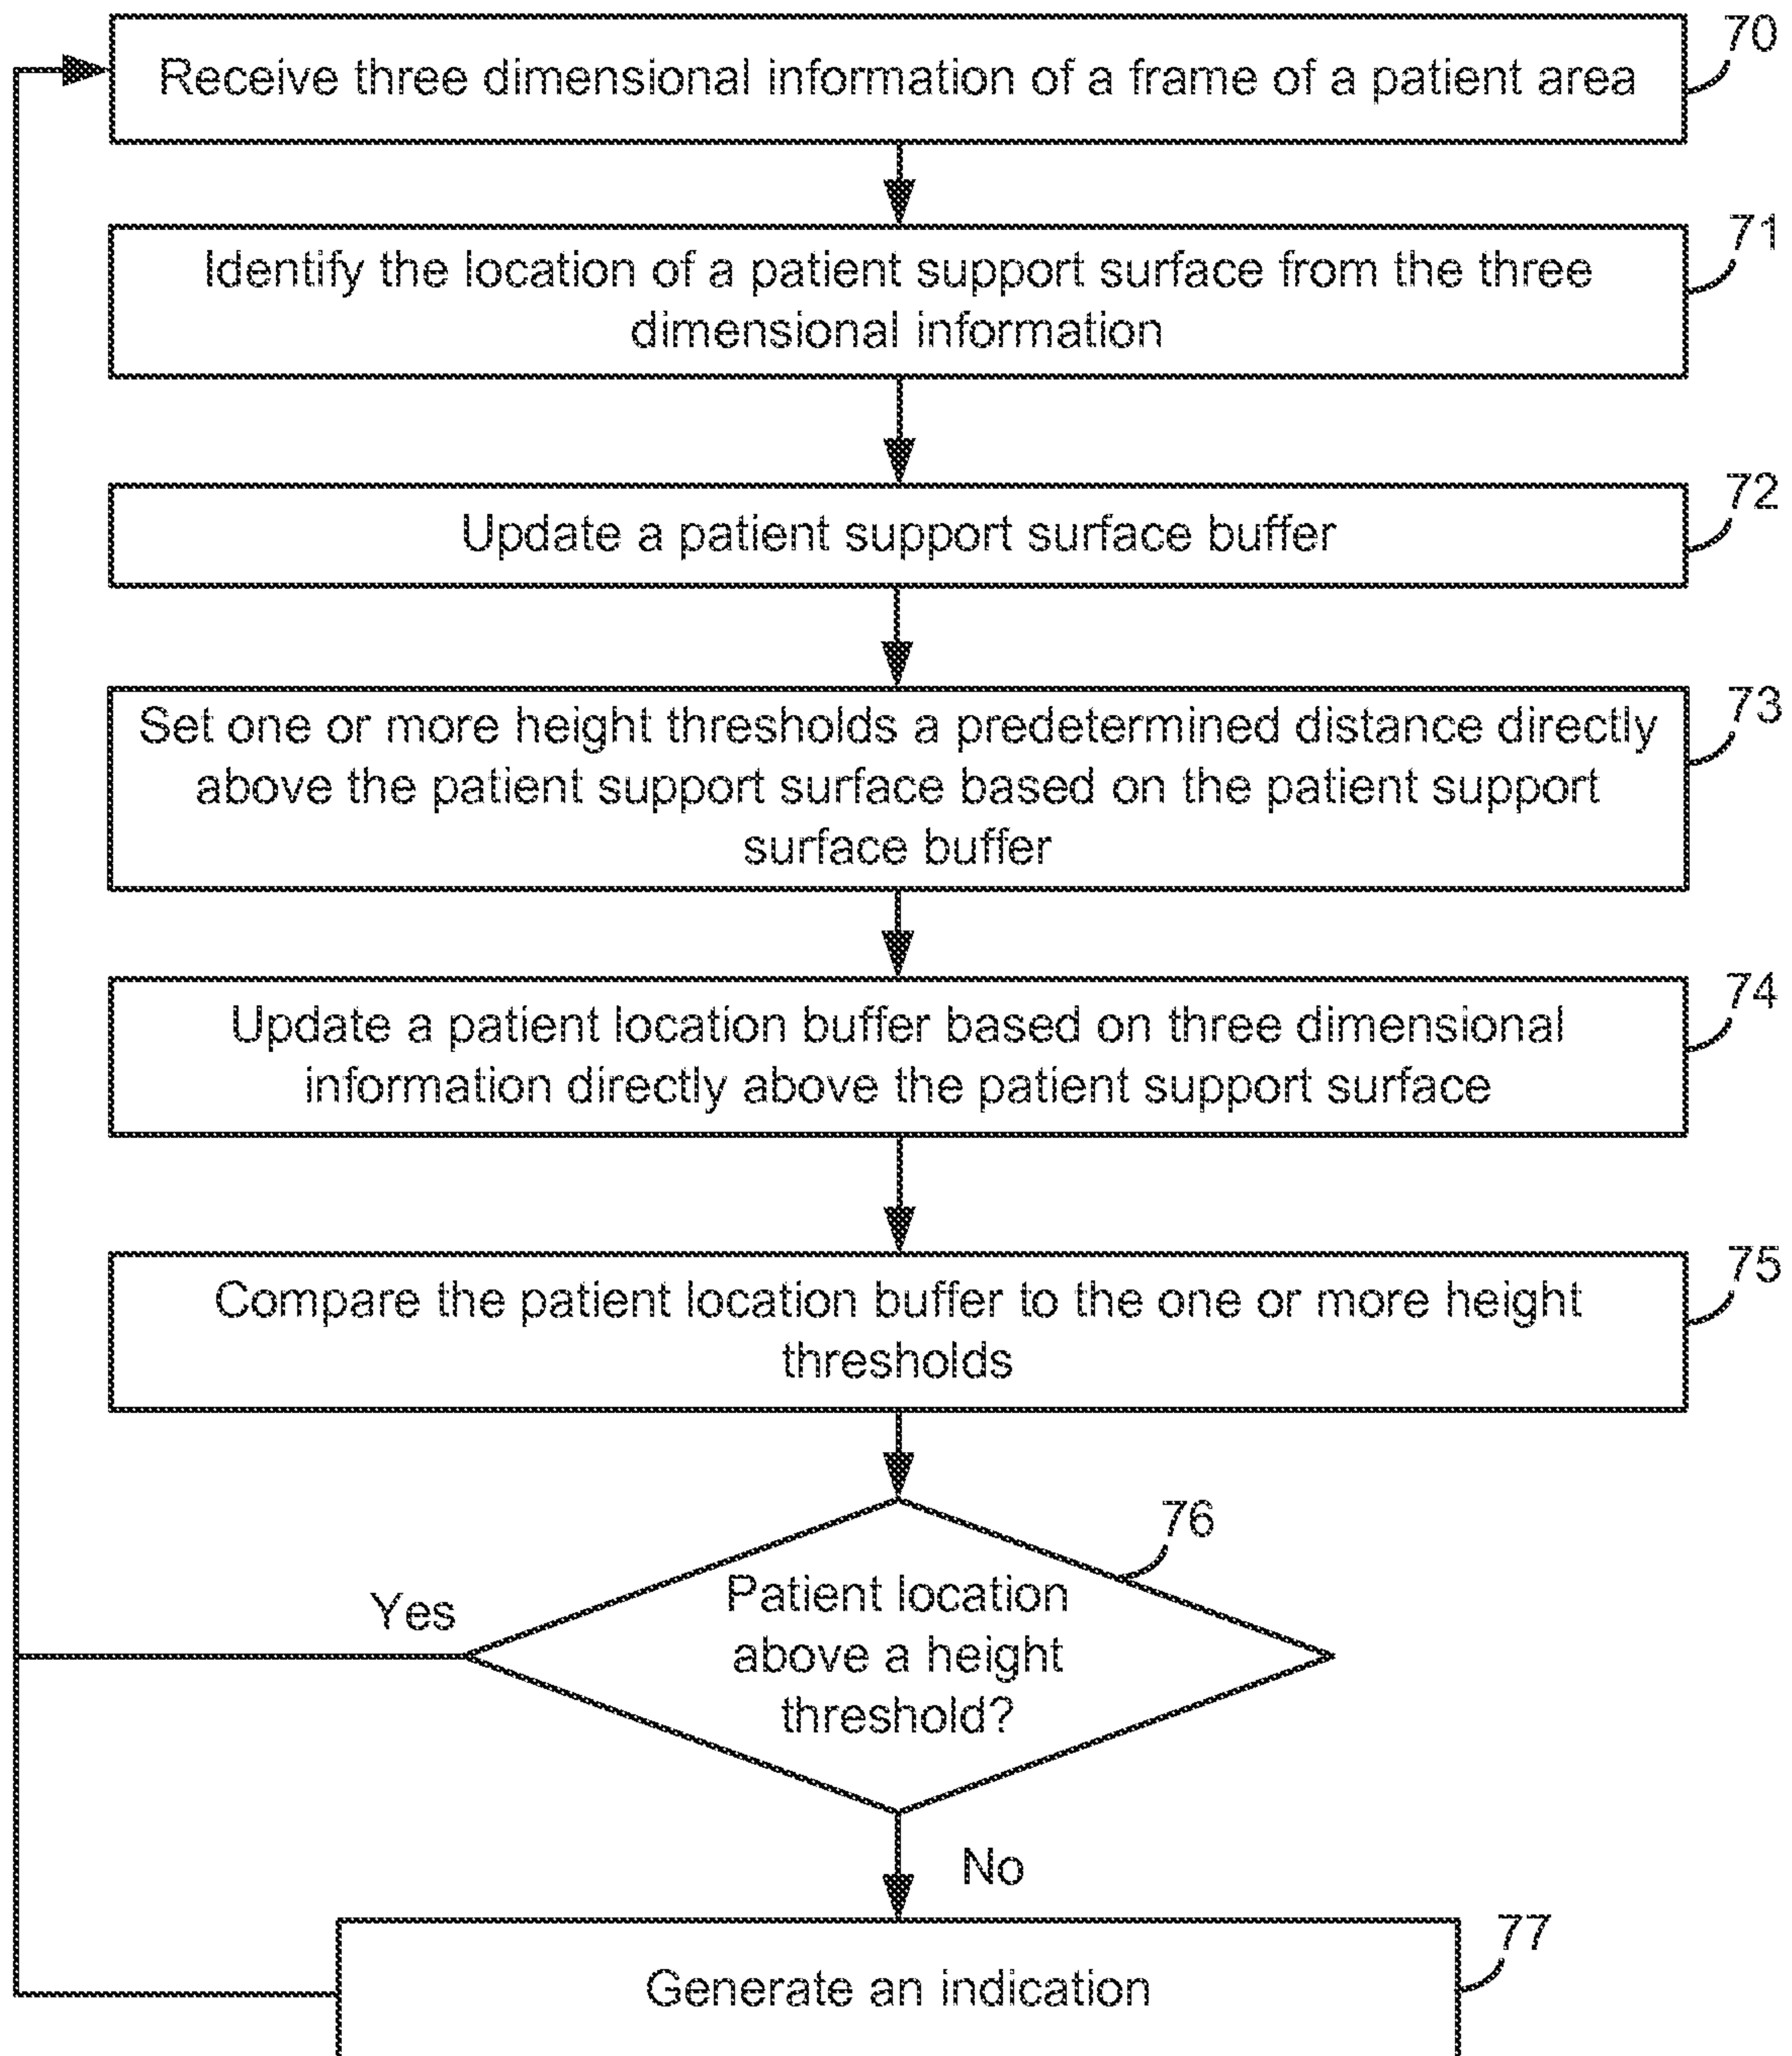 70
Receive three dimensional information of a frame of a patient area
71
Identify the location of a patient support surface from the three
dimensional information
72
Update a patient support surface buffer
73
Set one or more height thresholds a predetermined distance directly
above the patient support surface based on the patient support
surface buffer
74
Update a patient location buffer based on three dimensional
information directly above the patient support surface
75
Compare the patient location buffer to the one or more height
thresholds
76
Patient location
above a height
threshold?
Yes
No
77
Generate an indication